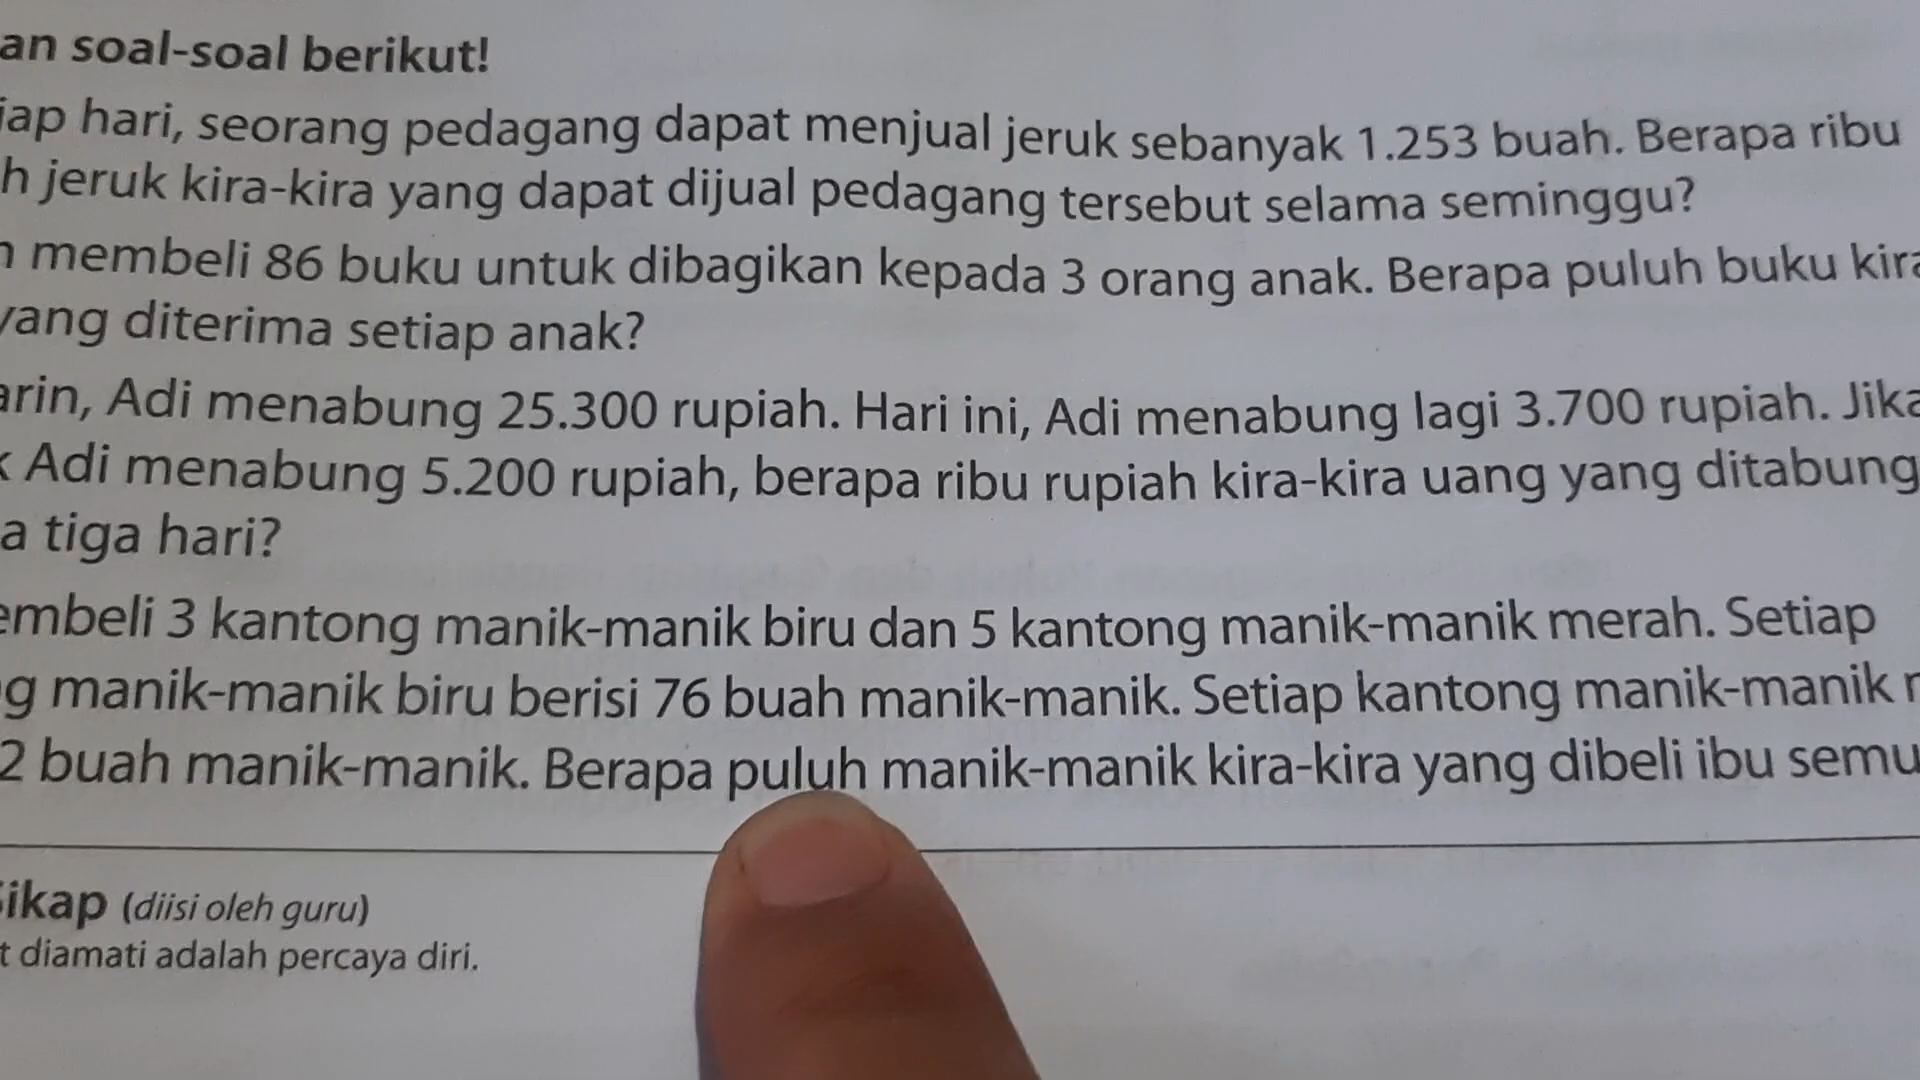 an soal-soal berikut!
iap hari, seorang pedagang dapat menjual jeruk sebanyak 1.253 buah. Berapa ribu
h jeruk kira-kira yang dapat dijual pedagang tersebut selama seminggu?
membeli 86 buku untuk dibagikan kepada 3 orang anak. Berapa puluh buku kira
yang diterima setiap anak?
arin, Adi menabung 25.300 rupiah. Hari ini, Adi menabung lagi 3.700 rupiah. Jika
k Adi menabung 5.200 rupiah, berapa ribu rupiah kira-kira uang yang ditabung
a tiga hari?
embeli 3 kantong manik-manik biru dan 5 kantong manik-manik merah. Setiap
g manik-manik biru berisi 76 buah manik-manik. Setiap kantong manik-manik
2 buah manik-manik. Berapa puluh manik-manik kira-kira yang dibeli ibu semu
ikap (diisi oleh guru)
t diamati adalah percaya diri.